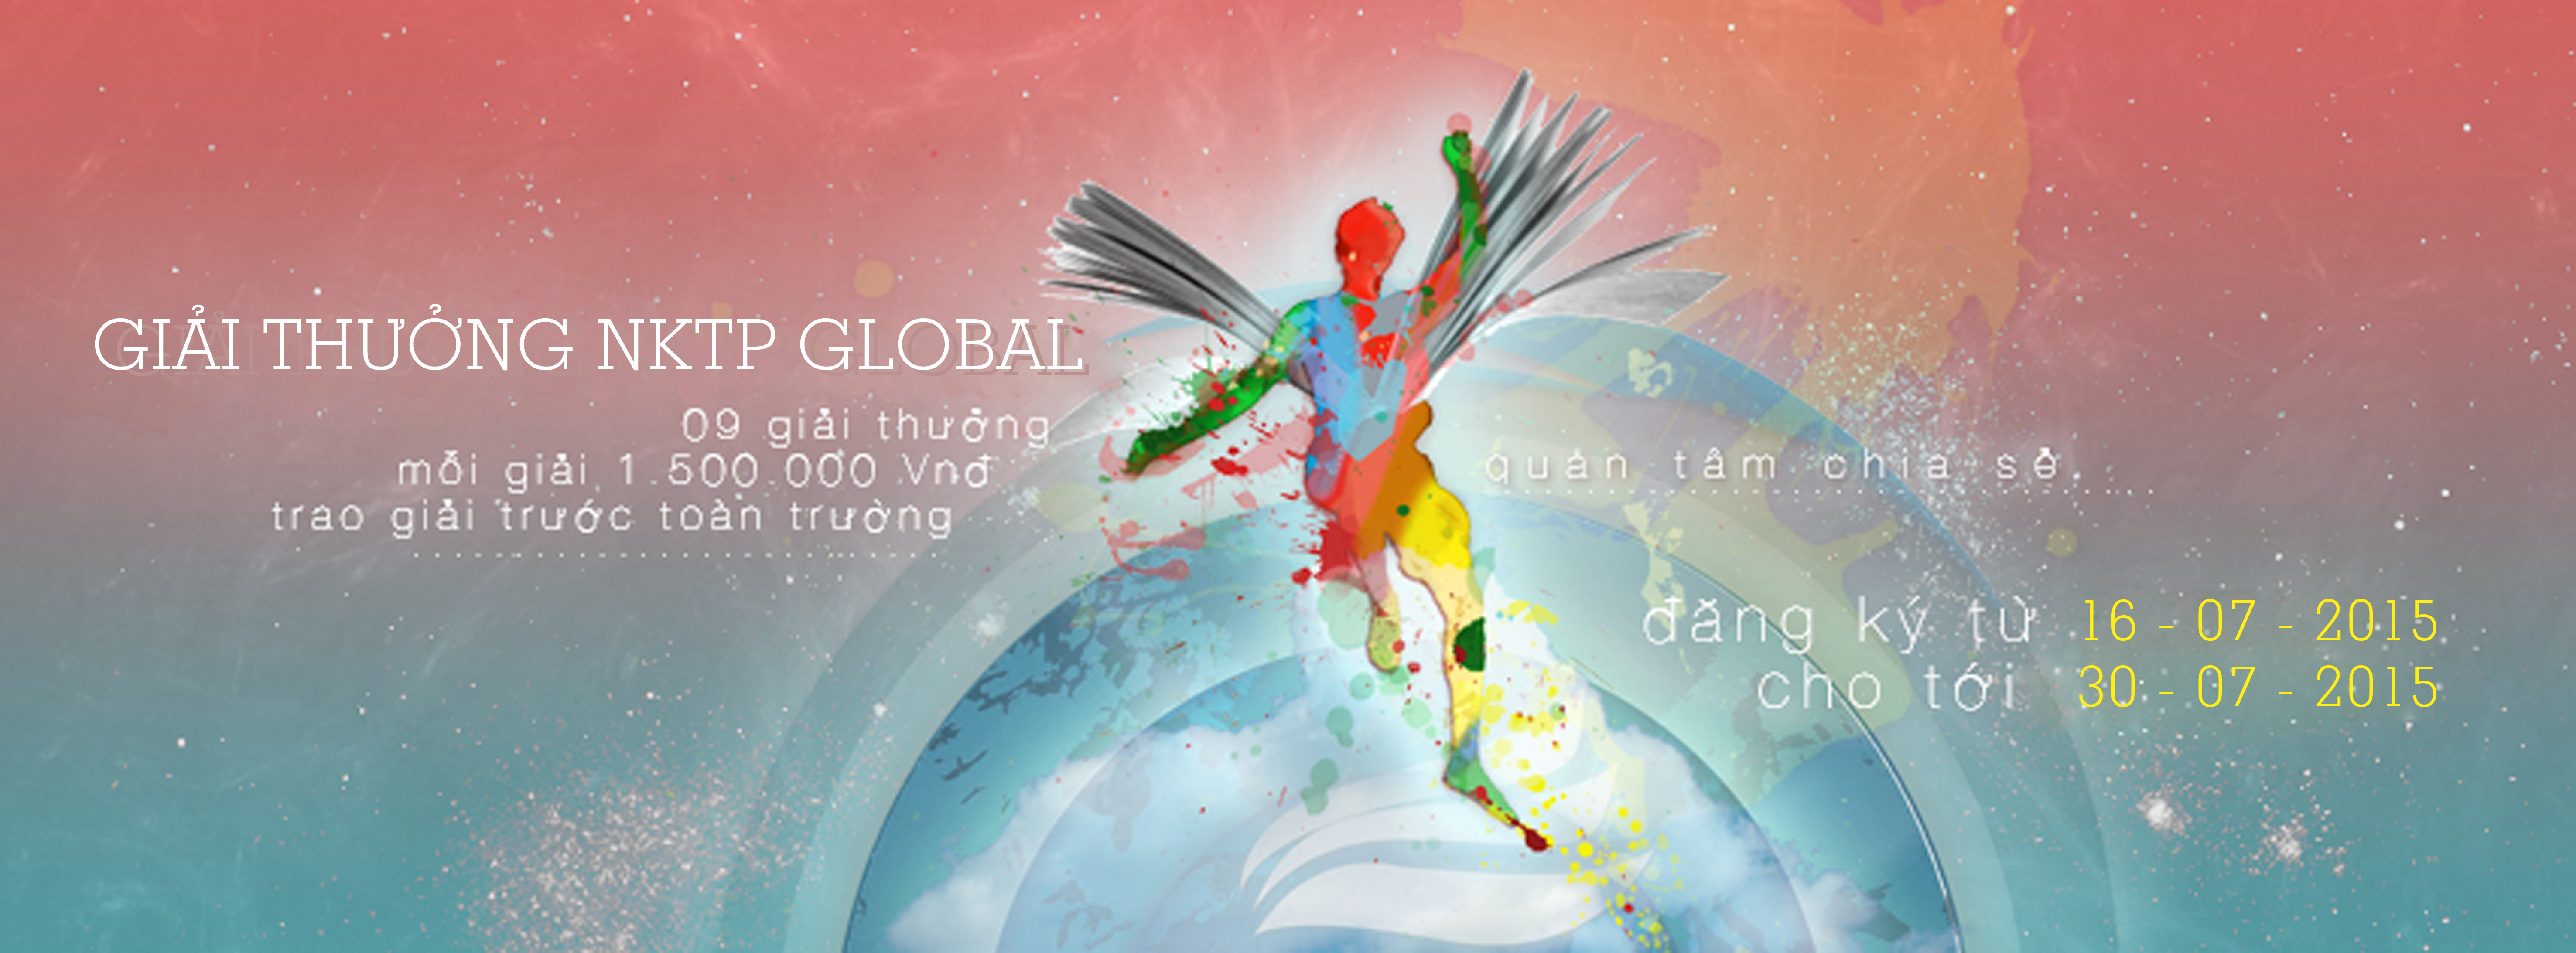 GIẢI THƯỞNG NKTP GLOBAL
09 giải thưởng
mỗi giải 1.500.000 Vnđ
trao giải trước toàn trường
quan tâm chia sẻ
đăng ký từ 16 - 07 - 2015
cho tới 30 - 07 - 2015